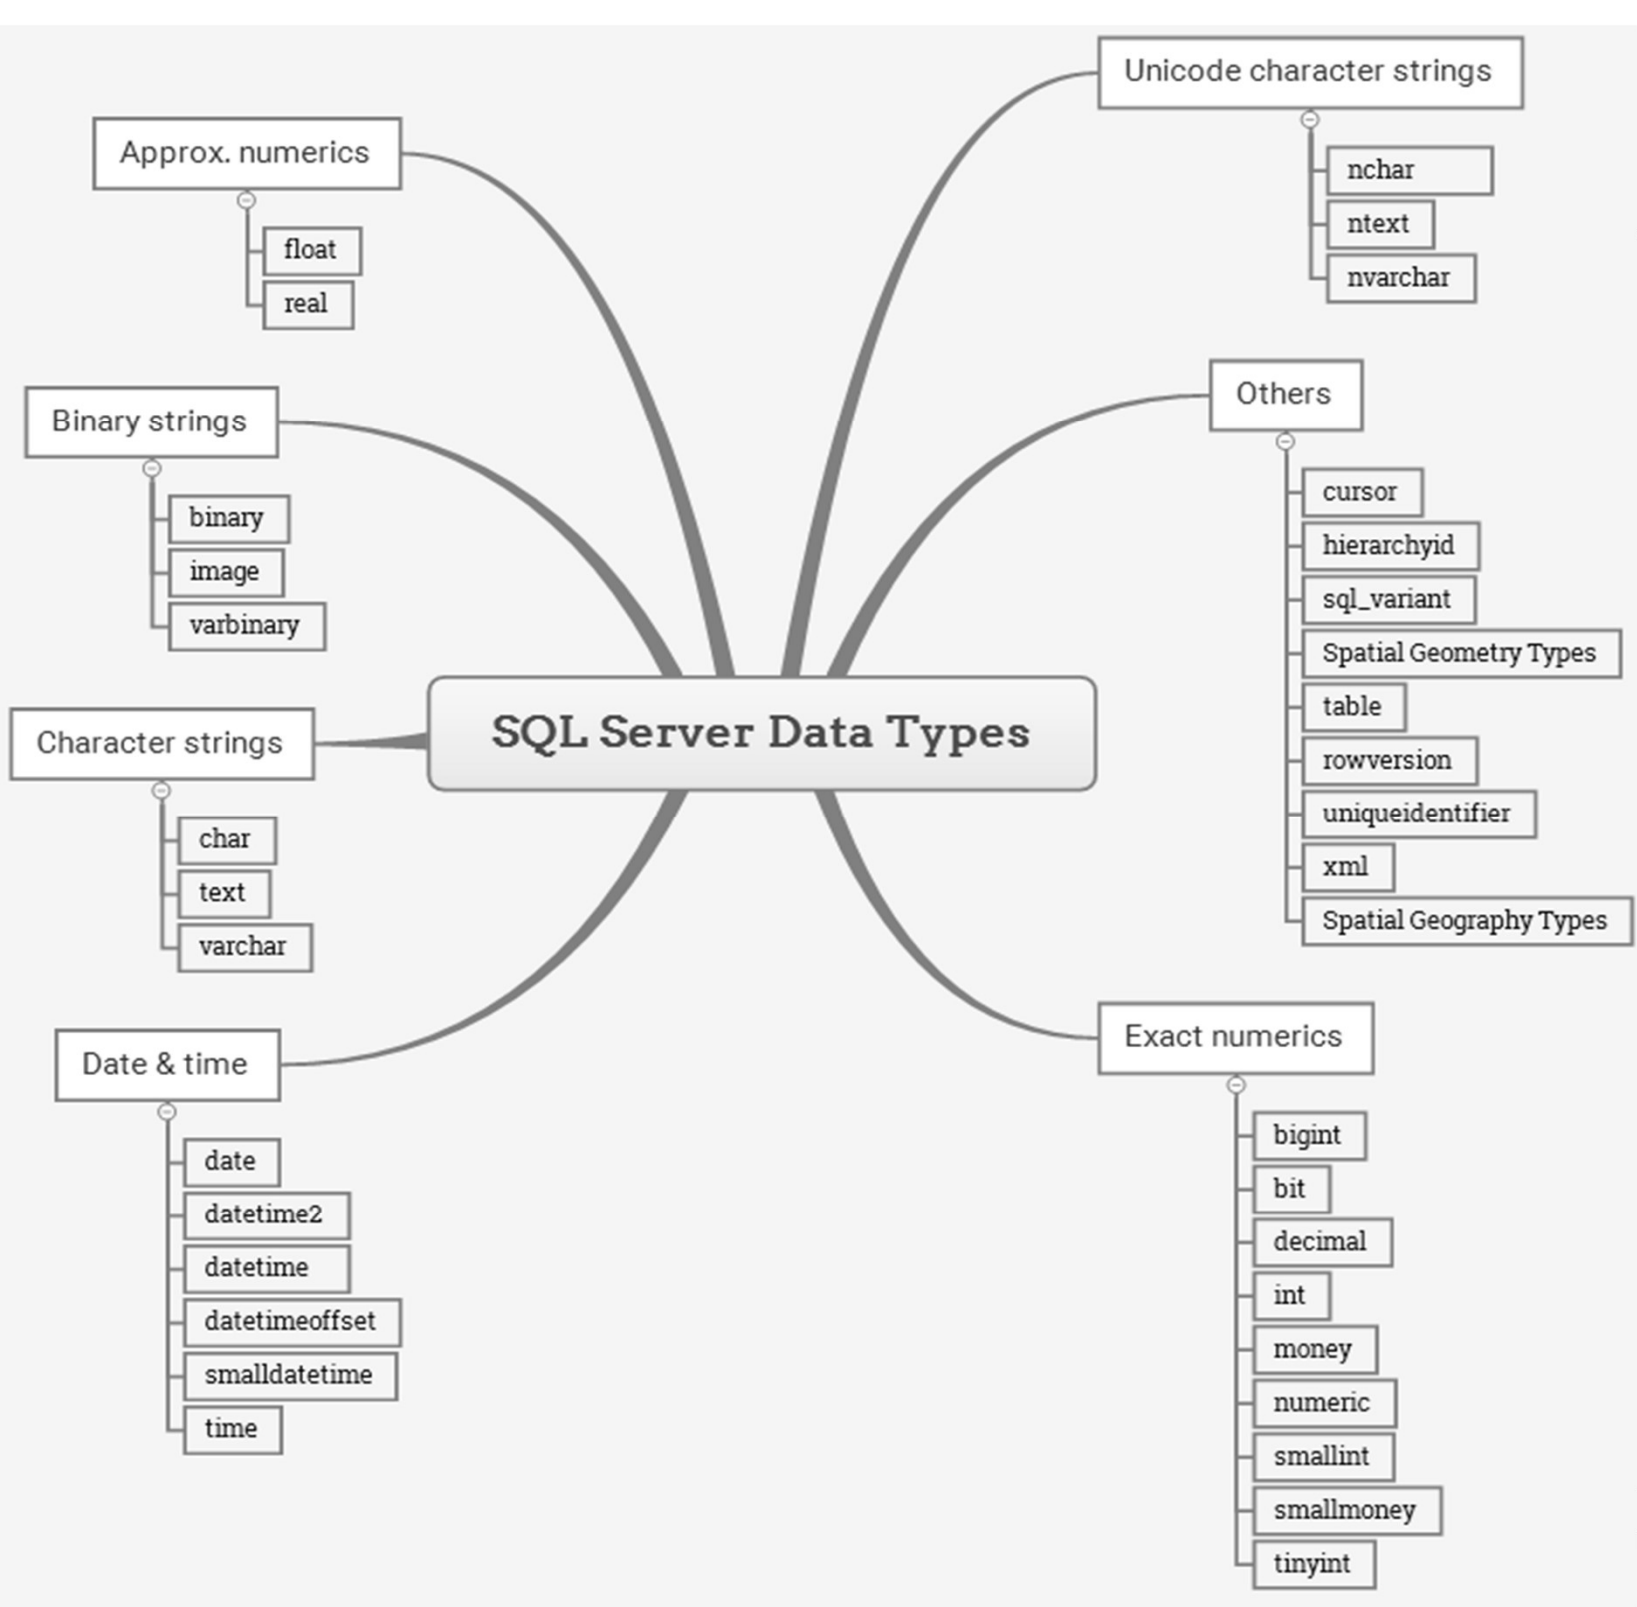 SQL Server Data Types
Approx. numerics
float
real
Binary strings
binary
image
varbinary
Character strings
char
text
varchar
Date & time
date
datetime2
datetime
datetimeoffset
smalldatetime
time
Unicode character strings
nchar
ntext
nvarchar
Others
cursor
hierarchyid
sql_variant
Spatial Geometry Types
table
rowversion
uniqueidentifier
xml
Spatial Geography Types
Exact numerics
bigint
bit
decimal
int
money
numeric
smallint
smallmoney
tinyint